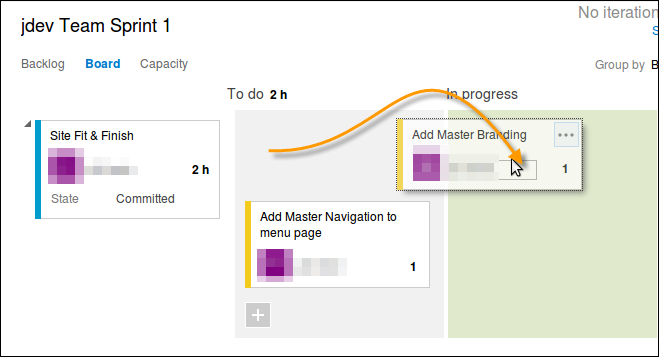 jdev Team Sprint 1
No iteration
S
Backlog Board Capacity
Group by B
To do 2 h
In progress
Site Fit & Finish
2 h
State Committed
Add Master Branding
1
Add Master Navigation to
menu page
1